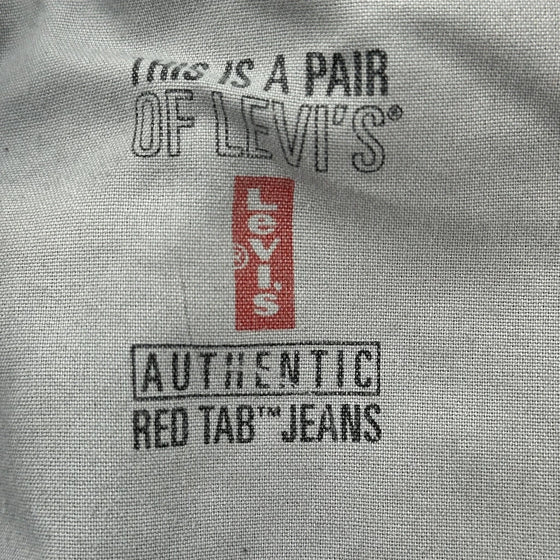 THIS IS A PAIR
OF LEVI'S®
Levi's
®
AUTHENTIC
RED TAB™ JEANS